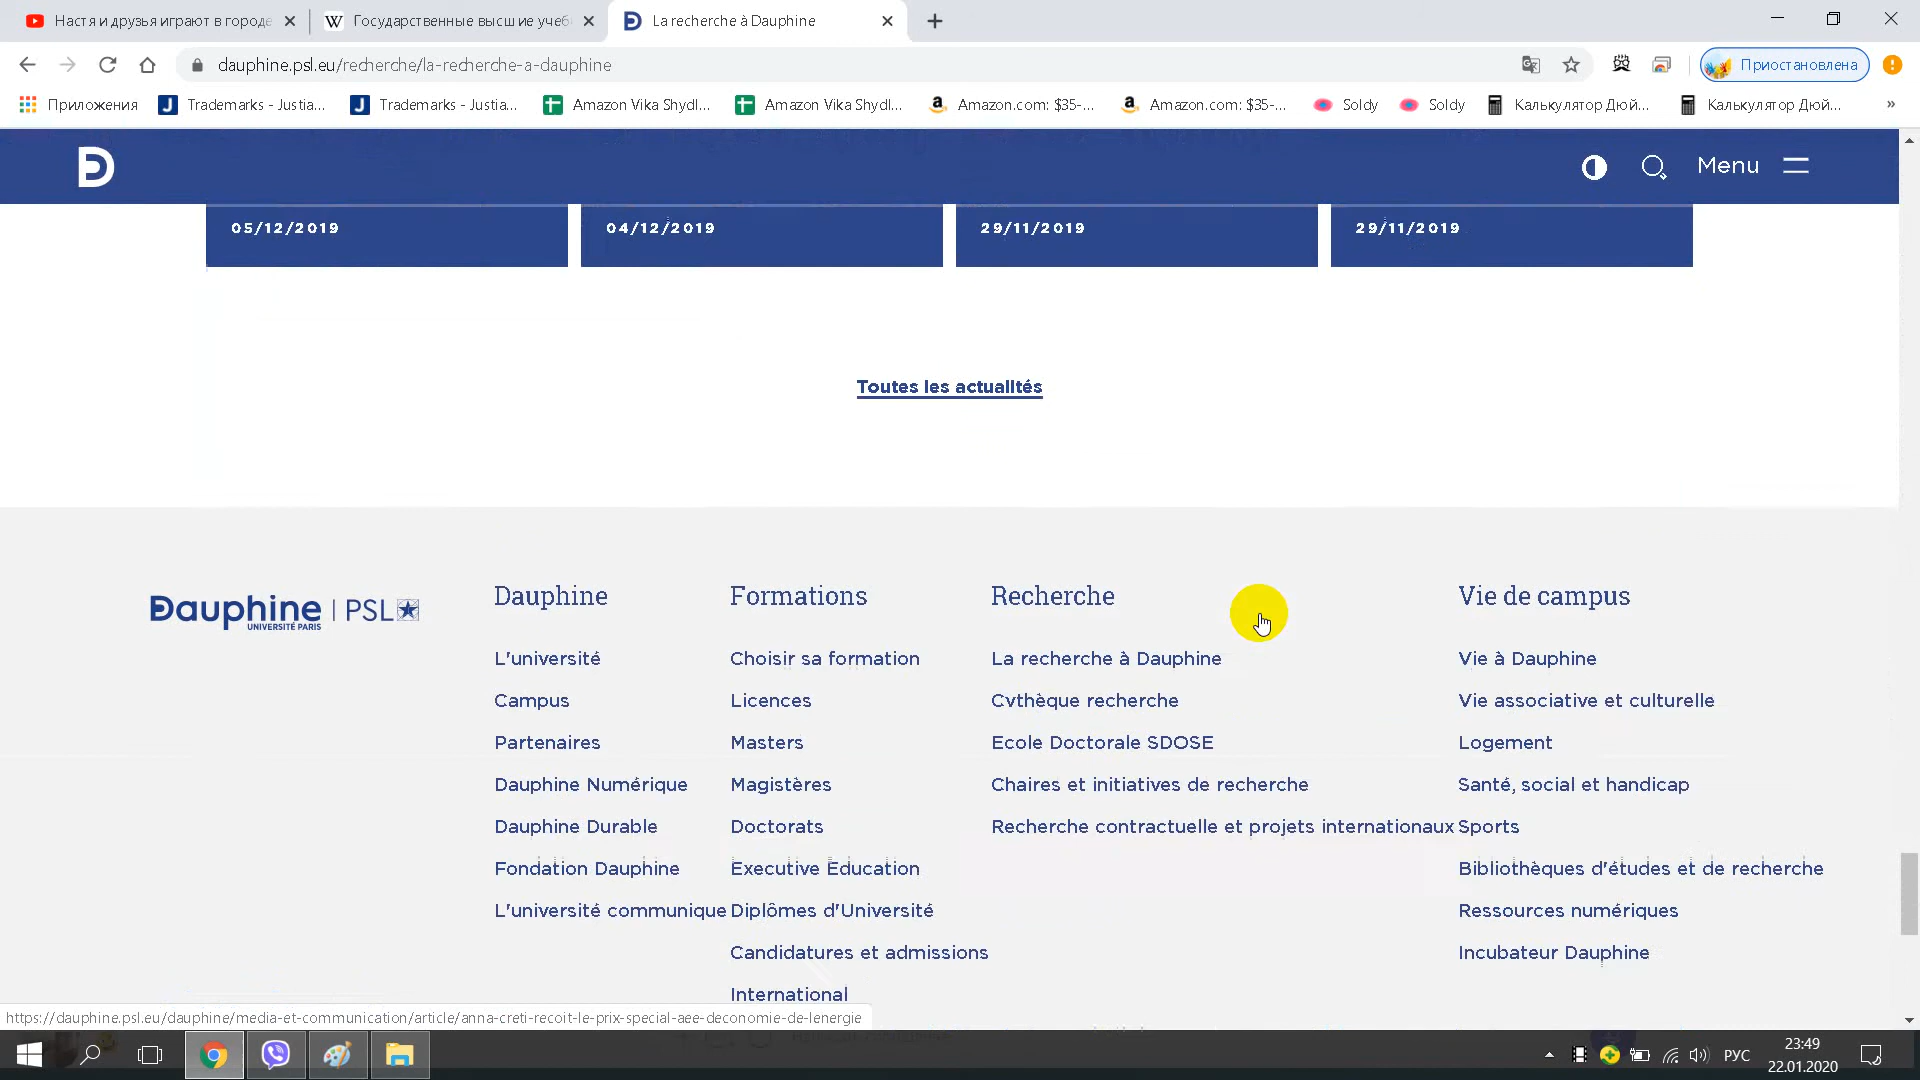 Настя и друзья играют в городе
Государственные высшие учеб
La recherche à Dauphine
dauphine.psl.eu/recherche/la-recherche-a-dauphine
Приостановлена
Приложения
Trademarks - Justia...
Trademarks - Justia...
Amazon Vika Shydl...
Amazon Vika Shydl...
Amazon.com: $35-...
Amazon.com: $35-...
Soldy
Soldy
Калькулятор Дюй...
Калькулятор Дюй...
»
Menu
05/12/2019
04/12/2019
29/11/2019
29/11/2019
Toutes les actualités
Dauphine | PSL
UNIVERSITÉ PARIS
Dauphine
L'université
Campus
Partenaires
Dauphine Numérique
Dauphine Durable
Fondation Dauphine
L'université communique
Formations
Choisir sa formation
Licences
Masters
Magistères
Doctorats
Executive Education
Diplômes d'Université
Candidatures et admissions
International
Recherche
La recherche à Dauphine
Cvthèque recherche
Ecole Doctorale SDOSE
Chaires et initiatives de recherche
Recherche contractuelle et projets internationaux
Vie de campus
Vie à Dauphine
Vie associative et culturelle
Logement
Santé, social et handicap
Sports
Bibliothèques d'études et de recherche
Ressources numériques
Incubateur Dauphine
https://dauphine.psl.eu/dauphine/media-et-communication/article/anna-creti-recoit-le-prix-special-aee-deconomie-de-lenergie
РУС
23:49
22.01.2020